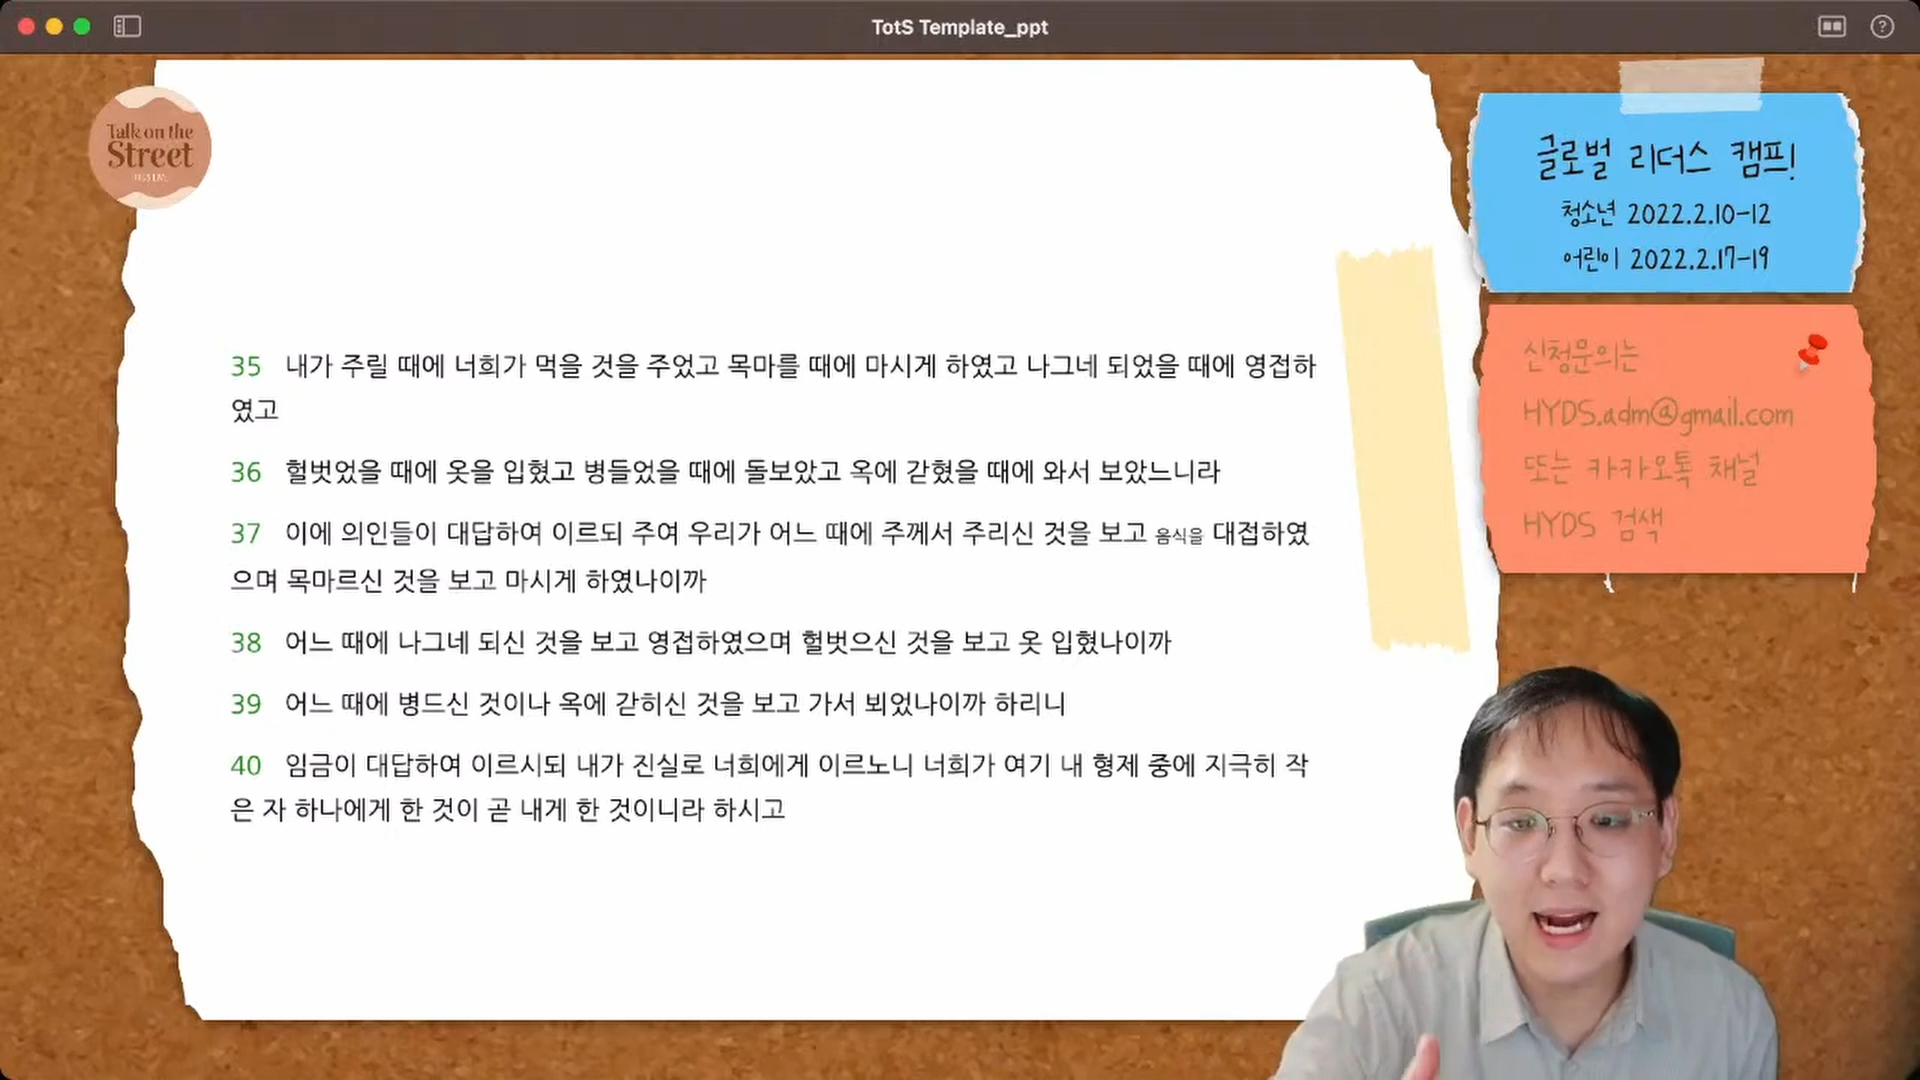 TotS Template_ppt
Talk on the
Street
글로벌 리더스 캠프!
청소년 2022.2.10-12
어린이 2022.2.17-19
신청문의는
HYDS.adm@gmail.com
또는 카카오톡 채널
HYDS 검색
35 내가 주릴 때에 너희가 먹을 것을 주었고 목마를 때에 마시게 하였고 나그네 되었을 때에 영접하
였고
36 헐벗었을 때에 옷을 입혔고 병들었을 때에 돌보았고 옥에 갇혔을 때에 와서 보았느니라
37 이에 의인들이 대답하여 이르되 주여 우리가 어느 때에 주께서 주리신 것을 보고 음식을 대접하였
으며 목마르신 것을 보고 마시게 하였나이까
38 어느 때에 나그네 되신 것을 보고 영접하였으며 헐벗으신 것을 보고 옷 입혔나이까
39 어느 때에 병드신 것이나 옥에 갇히신 것을 보고 가서 뵈었나이까 하리니
40 임금이 대답하여 이르시되 내가 진실로 너희에게 이르노니 너희가 여기 내 형제 중에 지극히 작
은 자 하나에게 한 것이 곧 내게 한 것이니라 하시고